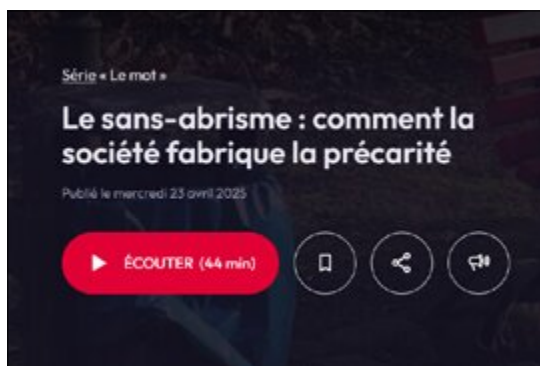 Série « Le mot »
Le sans-abrisme : comment la
société fabrique la précarité
Publié le mercredi 23 avril 2025
ÉCOUTER (44 min)